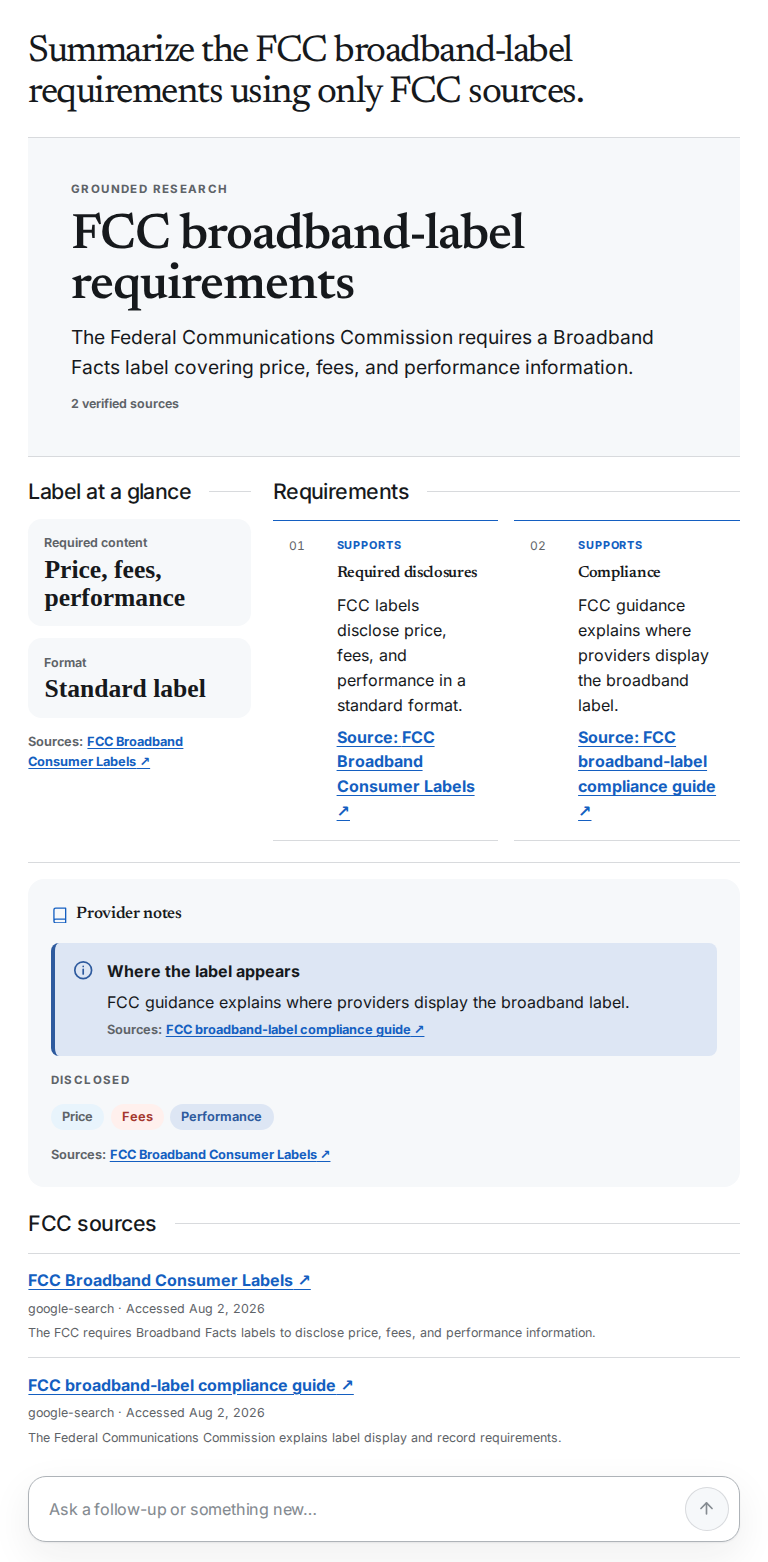 Summarize the FCC broadband-label
requirements using only FCC sources.
GROUNDED RESEARCH
FCC broadband-label
requirements
The Federal Communications Commission requires a Broadband
Facts label covering price, fees, and performance information.
2 verified sources
Label at a glance
Required content
Price, fees,
performance
Format
Standard label
Sources: FCC Broadband
Consumer Labels ↗
Requirements
01
SUPPORTS
Required disclosures
FCC labels
disclose price,
fees, and
performance in a
standard format.
Source: FCC
Broadband
Consumer Labels
↗
02
SUPPORTS
Compliance
FCC guidance
explains where
providers display
the broadband
label.
Source: FCC
broadband-label
compliance guide
↗
Provider notes
Where the label appears
FCC guidance explains where providers display the broadband label.
Sources: FCC broadband-label compliance guide ↗
DISCLOSED
Price
Fees
Performance
Sources: FCC Broadband Consumer Labels ↗
FCC sources
FCC Broadband Consumer Labels ↗
google-search · Accessed Aug 2, 2026
The FCC requires Broadband Facts labels to disclose price, fees, and performance information.
FCC broadband-label compliance guide ↗
google-search · Accessed Aug 2, 2026
The Federal Communications Commission explains label display and record requirements.
Ask a follow-up or something new...